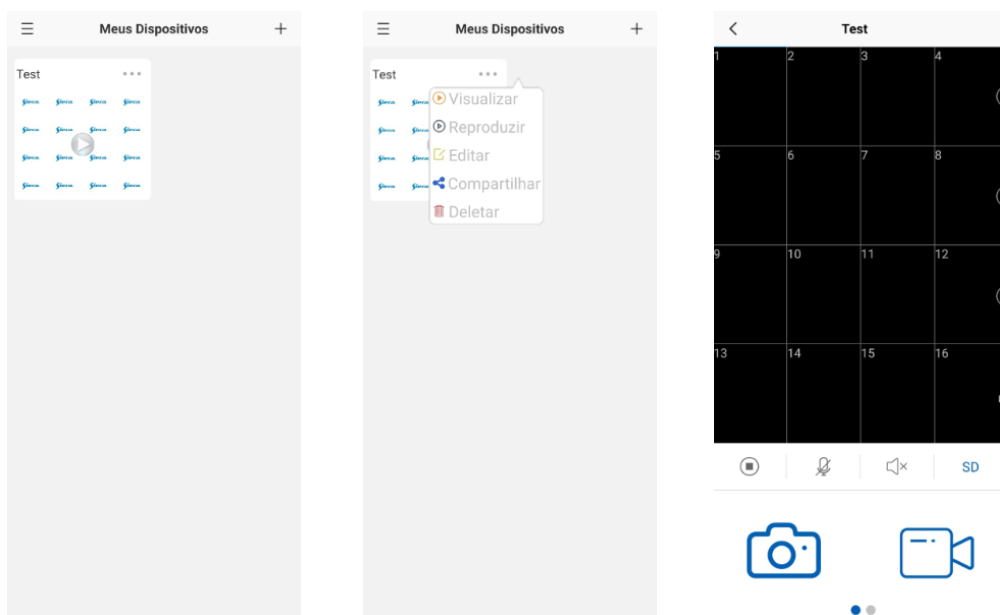 Meus Dispositivos
Test
Meus Dispositivos
Test
Visualizar
Reproduzir
Editar
Compartilhar
Deletar
Test
1 2 3 4
5 6 7 8
9 10 11 12
13 14 15 16
SD